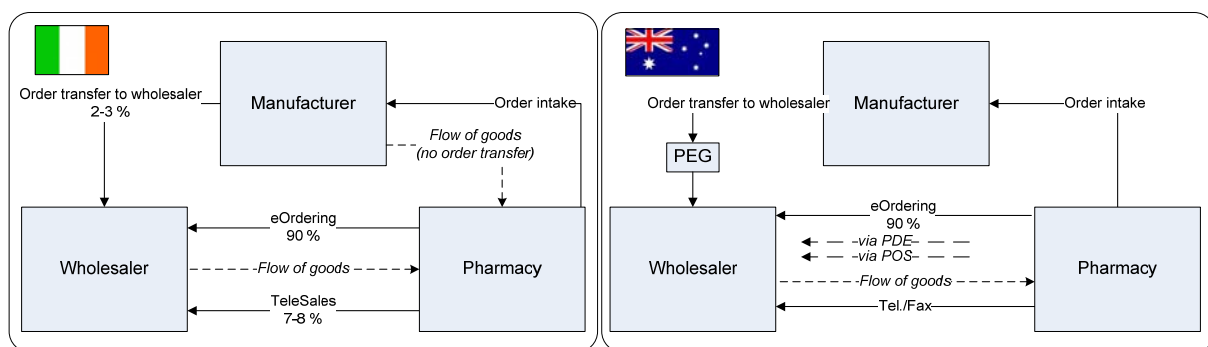 Order transfer to wholesaler
2-3 %
Manufacturer
Order intake
Flow of goods
(no order transfer)
eOrdering
90 %
Wholesaler
Flow of goods
Pharmacy
TeleSales
7-8 %
Order transfer to wholesaler
Manufacturer
Order intake
PEG
eOrdering
90 %
via PDE
via POS
Wholesaler
Flow of goods
Pharmacy
Tel./Fax